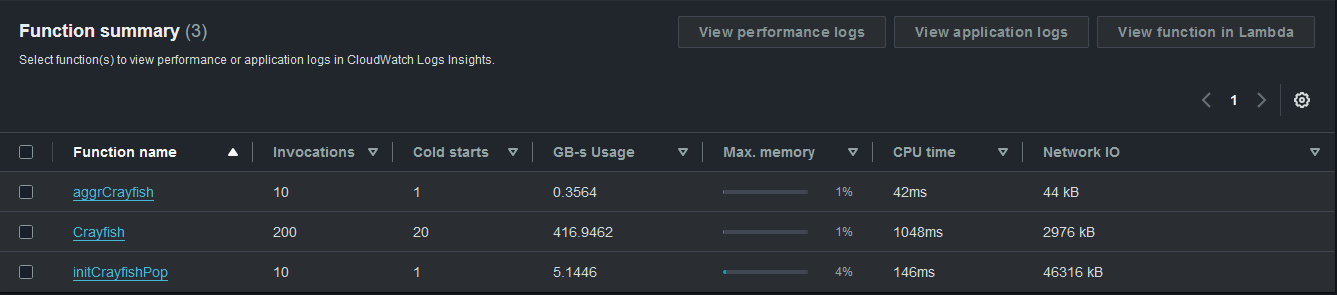 Function summary (3)
View performance logs
View application logs
View function in Lambda
Select function(s) to view performance or application logs in CloudWatch Logs Insights.
1
Function name Invocations Cold starts GB-s Usage Max. memory CPU time Network IO
aggrCrayfish 10 1 0.3564 1% 42ms 44 kB
Crayfish 200 20 416.9462 1% 1048ms 2976 kB
initCrayfishPop 10 1 5.1446 4% 146ms 46316 kB